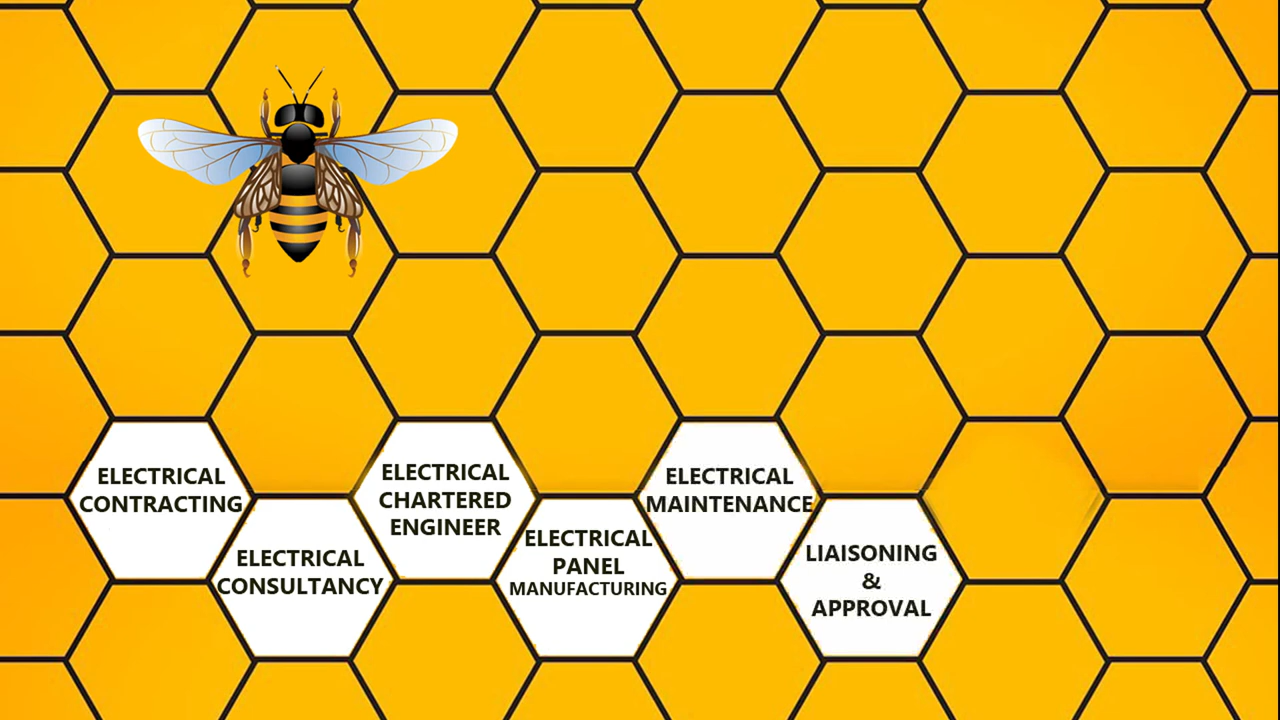 ELECTRICAL
CONTRACTING
ELECTRICAL
CONSULTANCY
ELECTRICAL
CHARTERED
ENGINEER
ELECTRICAL
PANEL
MANUFACTURING
ELECTRICAL
MAINTENANCE
LIAISONING
&
APPROVAL